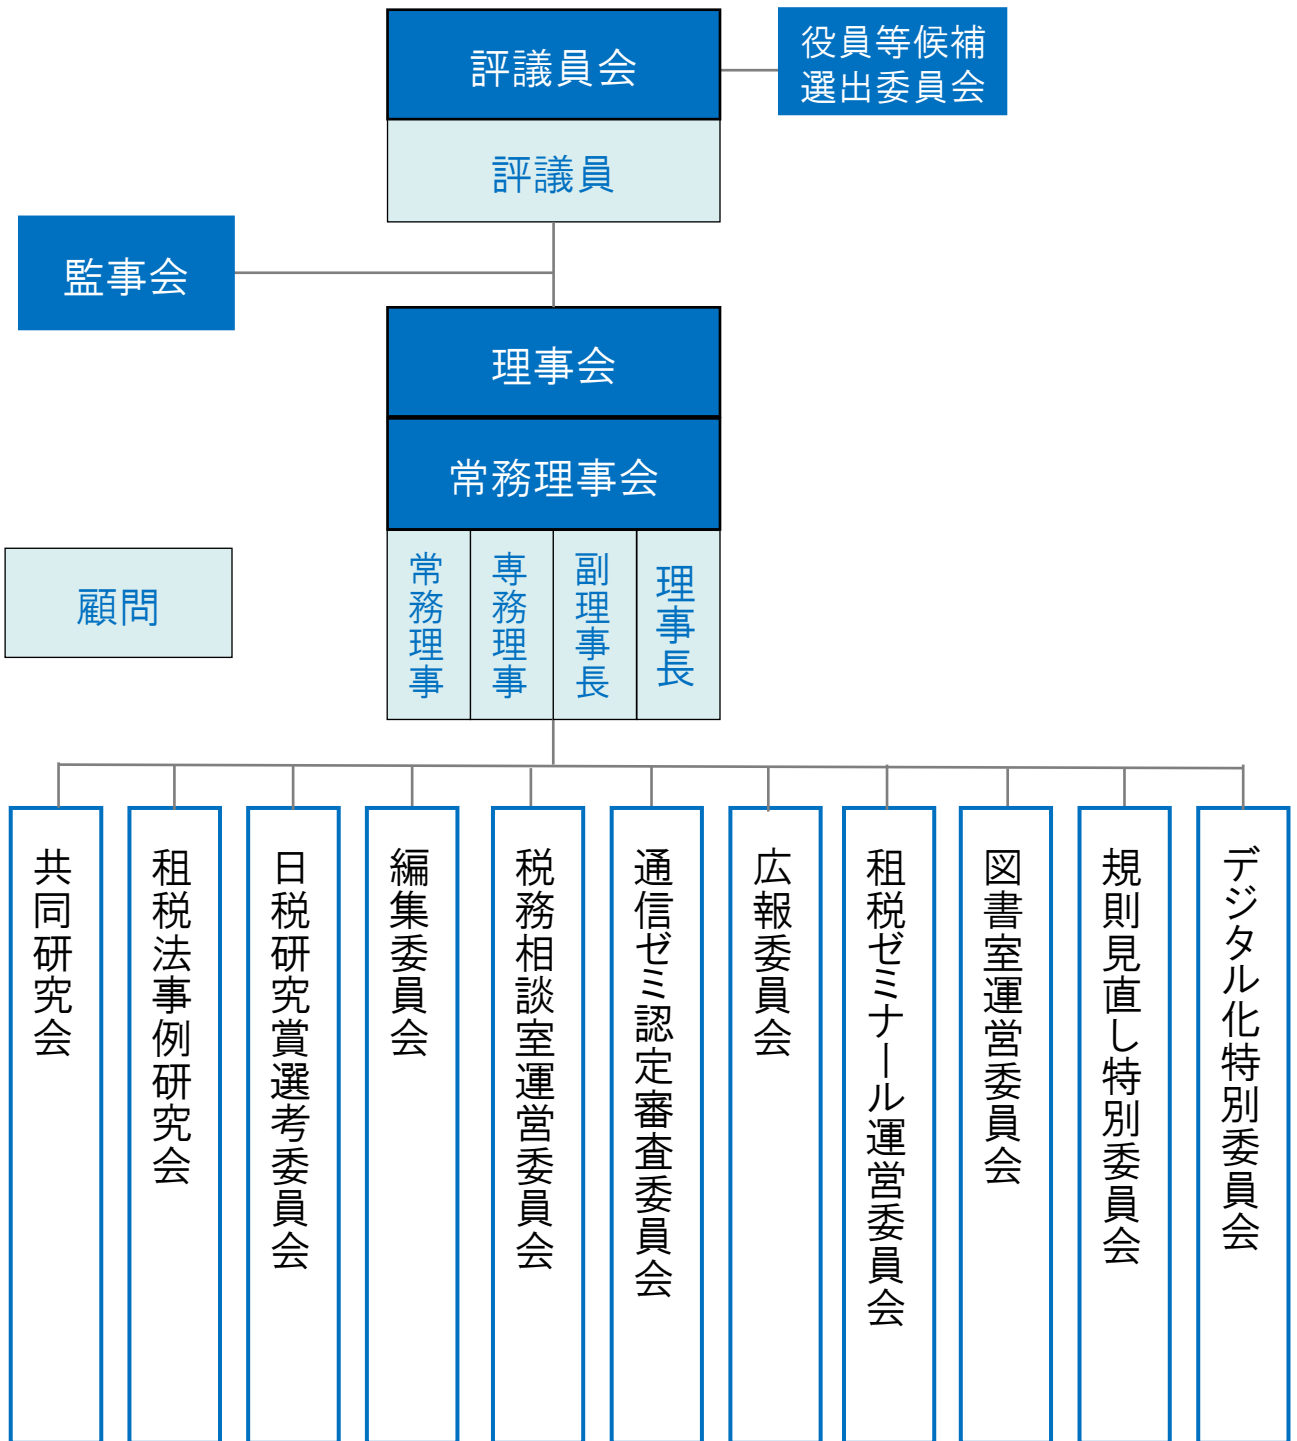 評議員会
役員等候補
選出委員会
評議員
監事会
理事会
常務理事会
常務理事
専務理事
副理事長
理事長
顧問
共同研究会
租税法事例研究会
日税研究賞選考委員会
編集委員会
税務相談室運営委員会
通信ゼミ認定審査委員会
広報委員会
租税ゼミナール運営委員会
図書室運営委員会
規則見直し特別委員会
デジタル化特別委員会